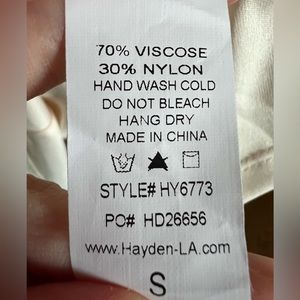 70% VISCOSE
30% NYLON
HAND WASH COLD
DO NOT BLEACH
HANG DRY
MADE IN CHINA
STYLE# HY6773
PO# HD26656
www.Hayden-LA.com
S